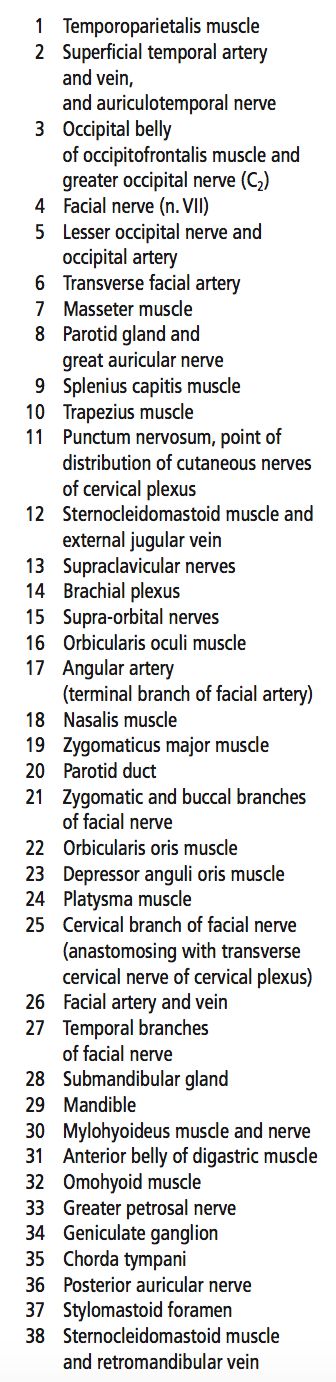 1 Temporoparietalis muscle
2 Superficial temporal artery
and vein,
and auriculotemporal nerve
3 Occipital belly
of occipitofrontalis muscle and
greater occipital nerve (C₂)
4 Facial nerve (n. VII)
5 Lesser occipital nerve and
occipital artery
6 Transverse facial artery
7 Masseter muscle
8 Parotid gland and
great auricular nerve
9 Splenius capitis muscle
10 Trapezius muscle
11 Punctum nervosum, point of
distribution of cutaneous nerves
of cervical plexus
12 Sternocleidomastoid muscle and
external jugular vein
13 Supraclavicular nerves
14 Brachial plexus
15 Supra-orbital nerves
16 Orbicularis oculi muscle
17 Angular artery
(terminal branch of facial artery)
18 Nasalis muscle
19 Zygomaticus major muscle
20 Parotid duct
21 Zygomatic and buccal branches
of facial nerve
22 Orbicularis oris muscle
23 Depressor anguli oris muscle
24 Platysma muscle
25 Cervical branch of facial nerve
(anastomosing with transverse
cervical nerve of cervical plexus)
26 Facial artery and vein
27 Temporal branches
of facial nerve
28 Submandibular gland
29 Mandible
30 Mylohyoideus muscle and nerve
31 Anterior belly of digastric muscle
32 Omohyoid muscle
33 Greater petrosal nerve
34 Geniculate ganglion
35 Chorda tympani
36 Posterior auricular nerve
37 Stylomastoid foramen
38 Sternocleidomastoid muscle
and retromandibular vein